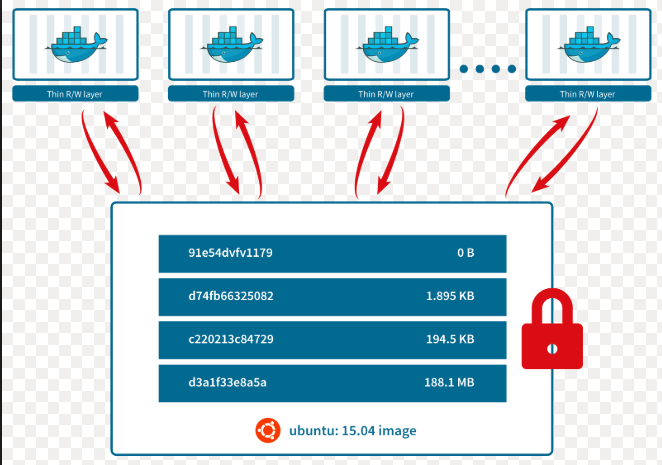 Thin R/W layer
Thin R/W layer
Thin R/W layer
Thin R/W layer
91e54dvfv1179 0 B
d74fb66325082 1.895 KB
c220213c84729 194.5 KB
d3a1f33e8a5a 188.1 MB
ubuntu: 15.04 image